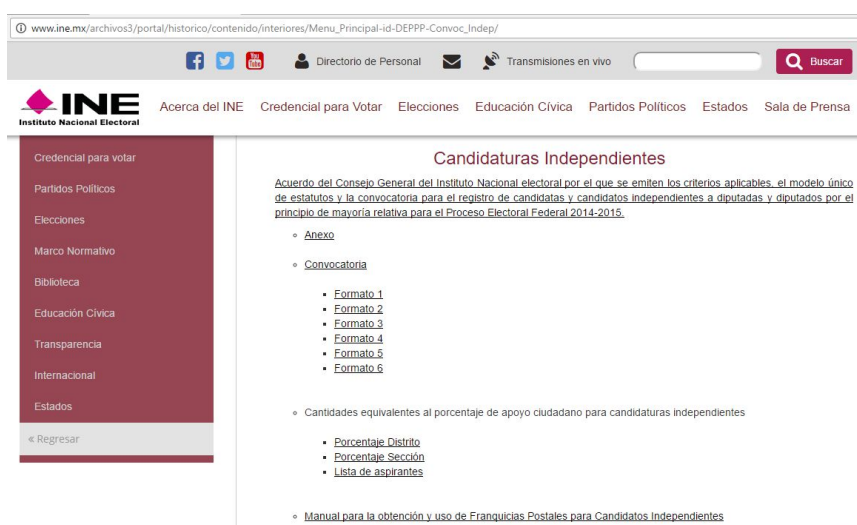 www.ine.mx/archivos3/portal/historico/contenido/interiores/Menu_Principal-id-DEPPP-Convoc_Indep/
You Tube
Directorio de Personal
Transmisiones en vivo
Buscar
INE
Instituto Nacional Electoral
Acerca del INE Credencial para Votar Elecciones Educación Cívica Partidos Políticos Estados Sala de Prensa
Credencial para votar
Partidos Políticos
Elecciones
Marco Normativo
Biblioteca
Educación Cívica
Transparencia
Internacional
Estados
« Regresar
Candidaturas Independientes
Acuerdo del Consejo General del Instituto Nacional electoral por el que se emiten los criterios aplicables, el modelo único
de estatutos y la convocatoria para el registro de candidatas y candidatos independientes a diputadas y diputados por el
principio de mayoría relativa para el Proceso Electoral Federal 2014-2015.
Anexo
Convocatoria
Formato 1
Formato 2
Formato 3
Formato 4
Formato 5
Formato 6
Cantidades equivalentes al porcentaje de apoyo ciudadano para candidaturas independientes
Porcentaje Distrito
Porcentaje Sección
Lista de aspirantes
Manual para la obtención y uso de Franquicias Postales para Candidatos Independientes